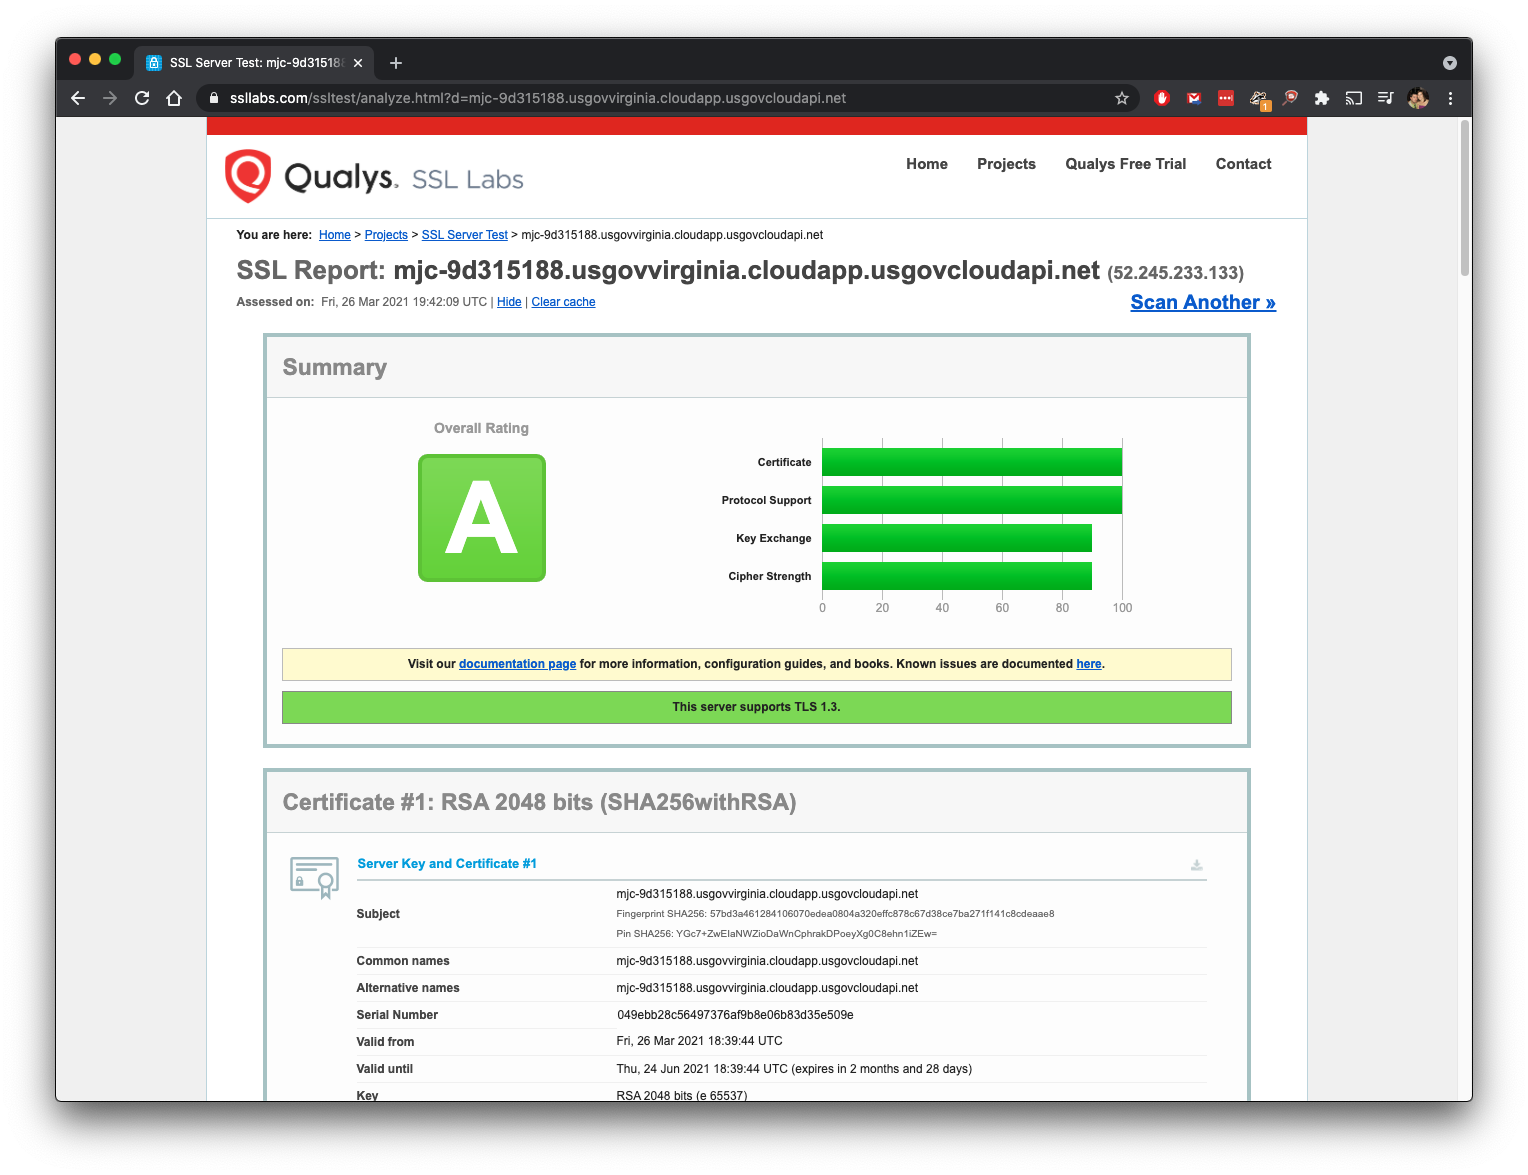 SSL Server Test: mjc-9d315188
ssllabs.com/ssltest/analyze.html?d=mjc-9d315188.usgovvirginia.cloudapp.usgovcloudapi.net
1
Qualys. SSL Labs
Home Projects Qualys Free Trial Contact
You are here: Home > Projects > SSL Server Test > mjc-9d315188.usgovvirginia.cloudapp.usgovcloudapi.net
SSL Report: mjc-9d315188.usgovvirginia.cloudapp.usgovcloudapi.net (52.245.233.133)
Assessed on: Fri, 26 Mar 2021 19:42:09 UTC | Hide | Clear cache
Scan Another »
Summary
Overall Rating
A
Certificate
Protocol Support
Key Exchange
Cipher Strength
0 20 40 60 80 100
Visit our documentation page for more information, configuration guides, and books. Known issues are documented here.
This server supports TLS 1.3.
Certificate #1: RSA 2048 bits (SHA256withRSA)
Server Key and Certificate #1
Subject
mjc-9d315188.usgovvirginia.cloudapp.usgovcloudapi.net
Fingerprint SHA256: 57bd3a461284106070edea0804a320effc878c67d38ce7ba271f141c8cdeaae8
Pin SHA256: YGc7+ZwEIaNWZioDaWnCphrakDPoeyXg0C8ehn1iZEw=
Common names mjc-9d315188.usgovvirginia.cloudapp.usgovcloudapi.net
Alternative names mjc-9d315188.usgovvirginia.cloudapp.usgovcloudapi.net
Serial Number 049ebb28c56497376af9b8e06b83d35e509e
Valid from Fri, 26 Mar 2021 18:39:44 UTC
Valid until Thu, 24 Jun 2021 18:39:44 UTC (expires in 2 months and 28 days)
Key RSA 2048 bits (e 65537)